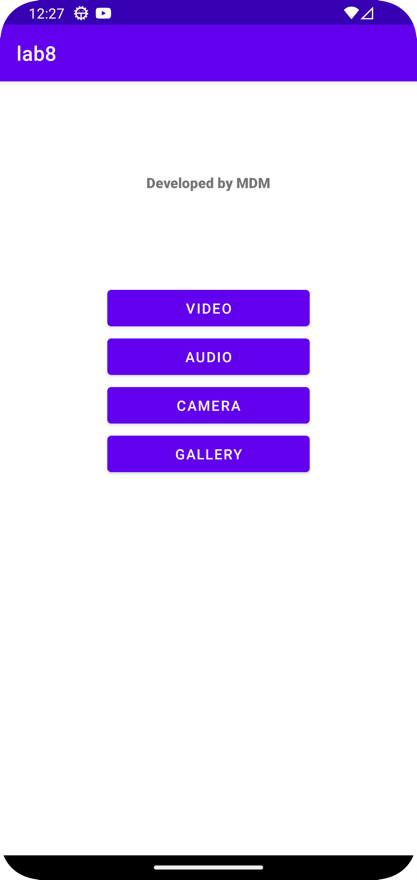 12:27
lab8
Developed by MDM
VIDEO
AUDIO
CAMERA
GALLERY